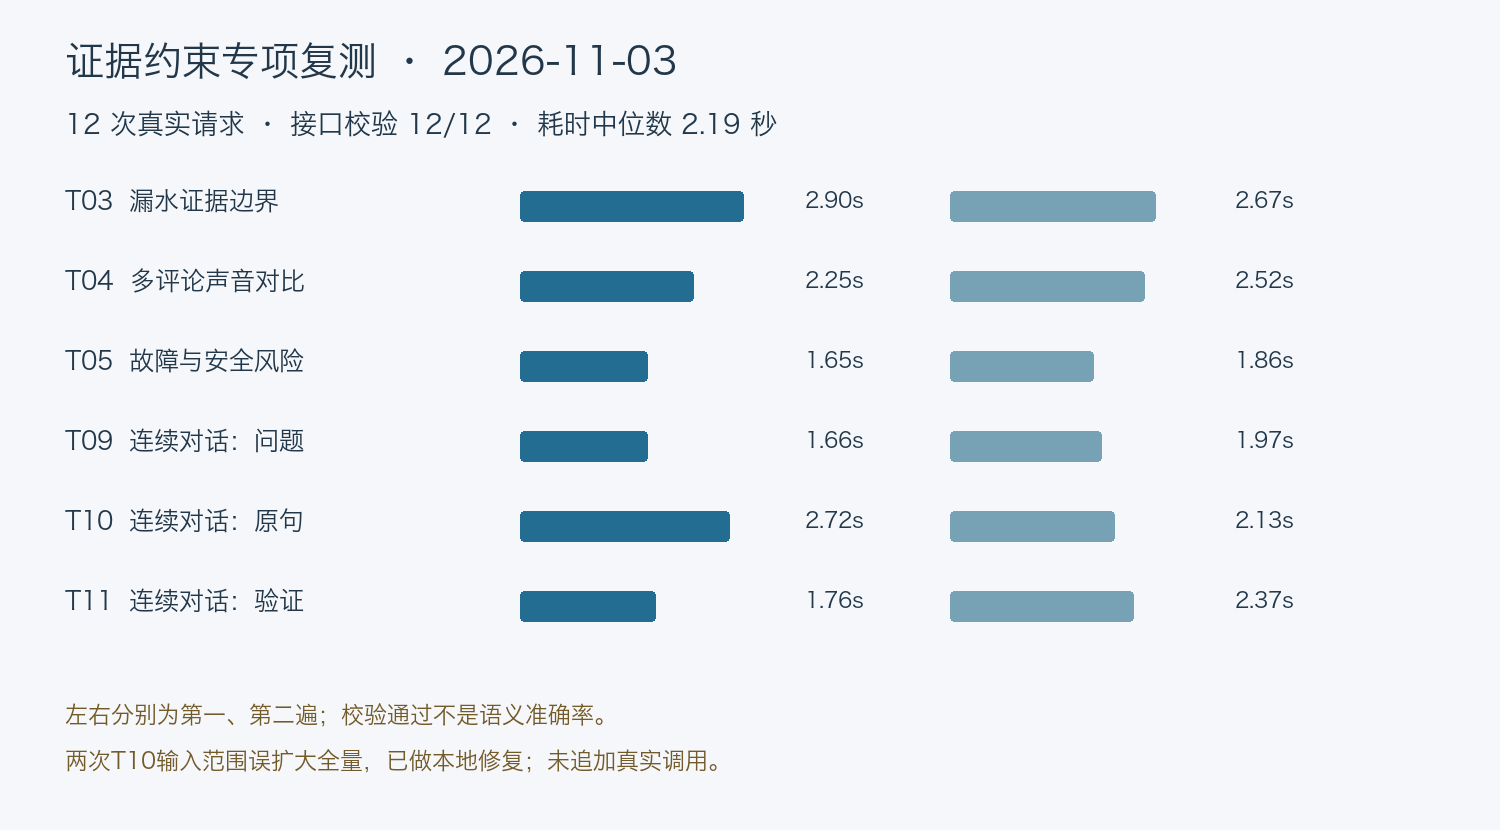 证据约束专项复测 · 2026-11-03
12 次真实请求 · 接口校验 12/12 · 耗时中位数 2.19 秒
T03 漏水证据边界 2.90s 2.67s
T04 多评论声音对比 2.25s 2.52s
T05 故障与安全风险 1.65s 1.86s
T09 连续对话：问题 1.66s 1.97s
T10 连续对话：原句 2.72s 2.13s
T11 连续对话：验证 1.76s 2.37s
左右分别为第一、第二遍；校验通过不是语义准确率。
两次T10输入范围误扩大全量，已做本地修复；未追加真实调用。